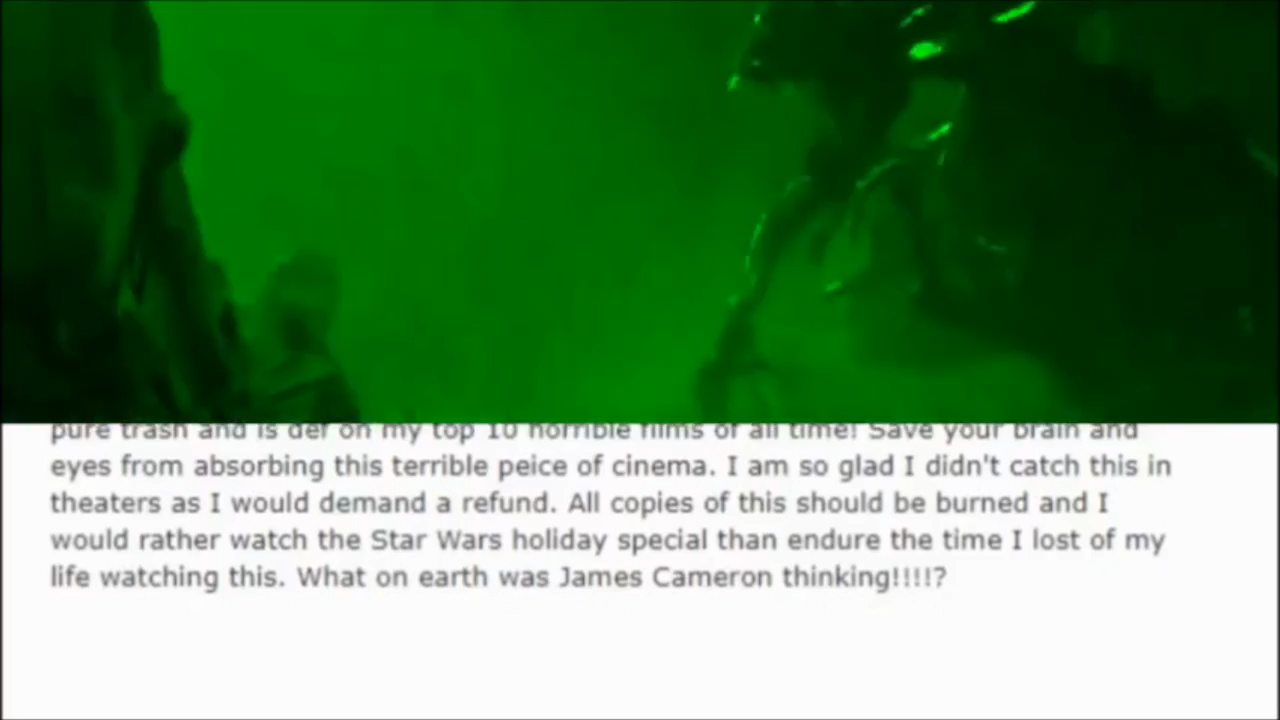 pure trash and is def on my top 10 horrible films of all time! Save your brain and
eyes from absorbing this terrible peice of cinema. I am so glad I didn't catch this in
theaters as I would demand a refund. All copies of this should be burned and I
would rather watch the Star Wars holiday special than endure the time I lost of my
life watching this. What on earth was James Cameron thinking!!!!?